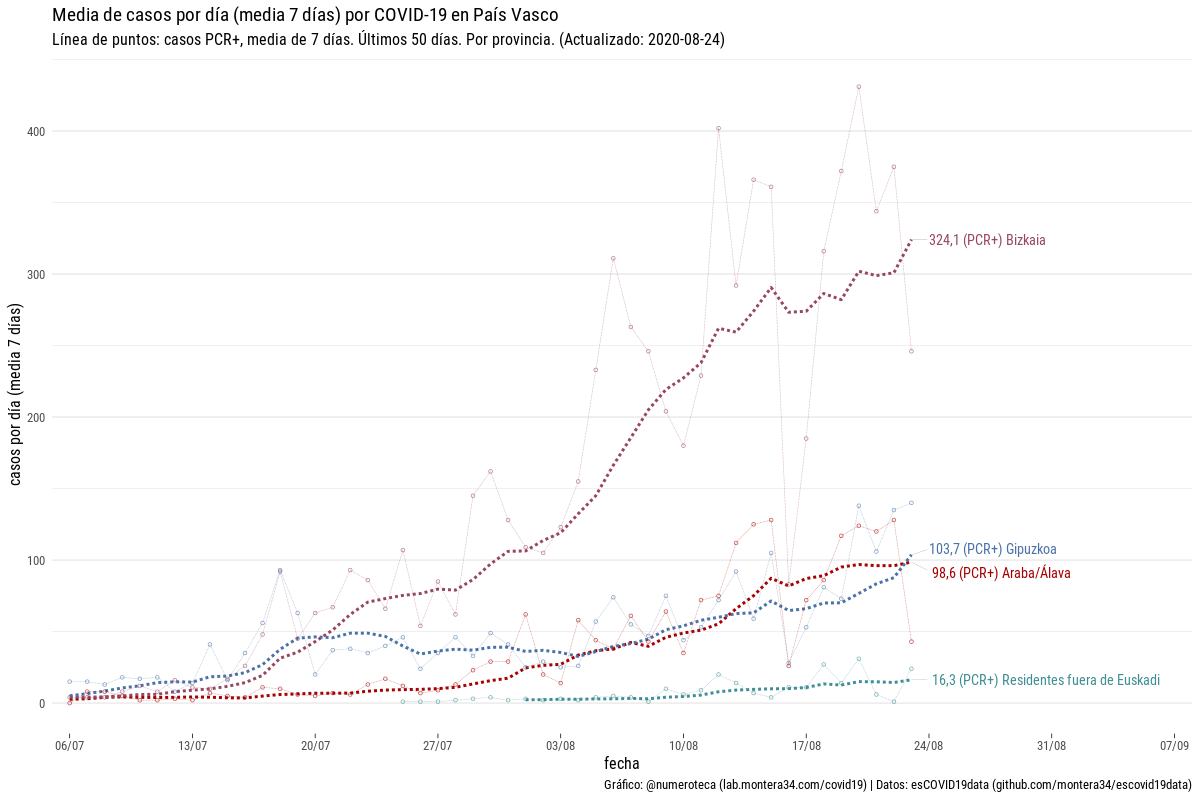 Media de casos por día (media 7 días) por COVID-19 en País Vasco
Línea de puntos: casos PCR+, media de 7 días. Últimos 50 días. Por provincia. (Actualizado: 2020-08-24)
casos por día (media 7 días)
400
300
200
100
0
324,1 (PCR+) Bizkaia
103,7 (PCR+) Gipuzkoa
98,6 (PCR+) Araba/Álava
16,3 (PCR+) Residentes fuera de Euskadi
06/07 13/07 20/07 27/07 03/08 10/08 17/08 24/08 31/08 07/09
fecha
Gráfico: @numeroteca (lab.montera34.com/covid19) | Datos: esCOVID19data (github.com/montera34/escovid19data)